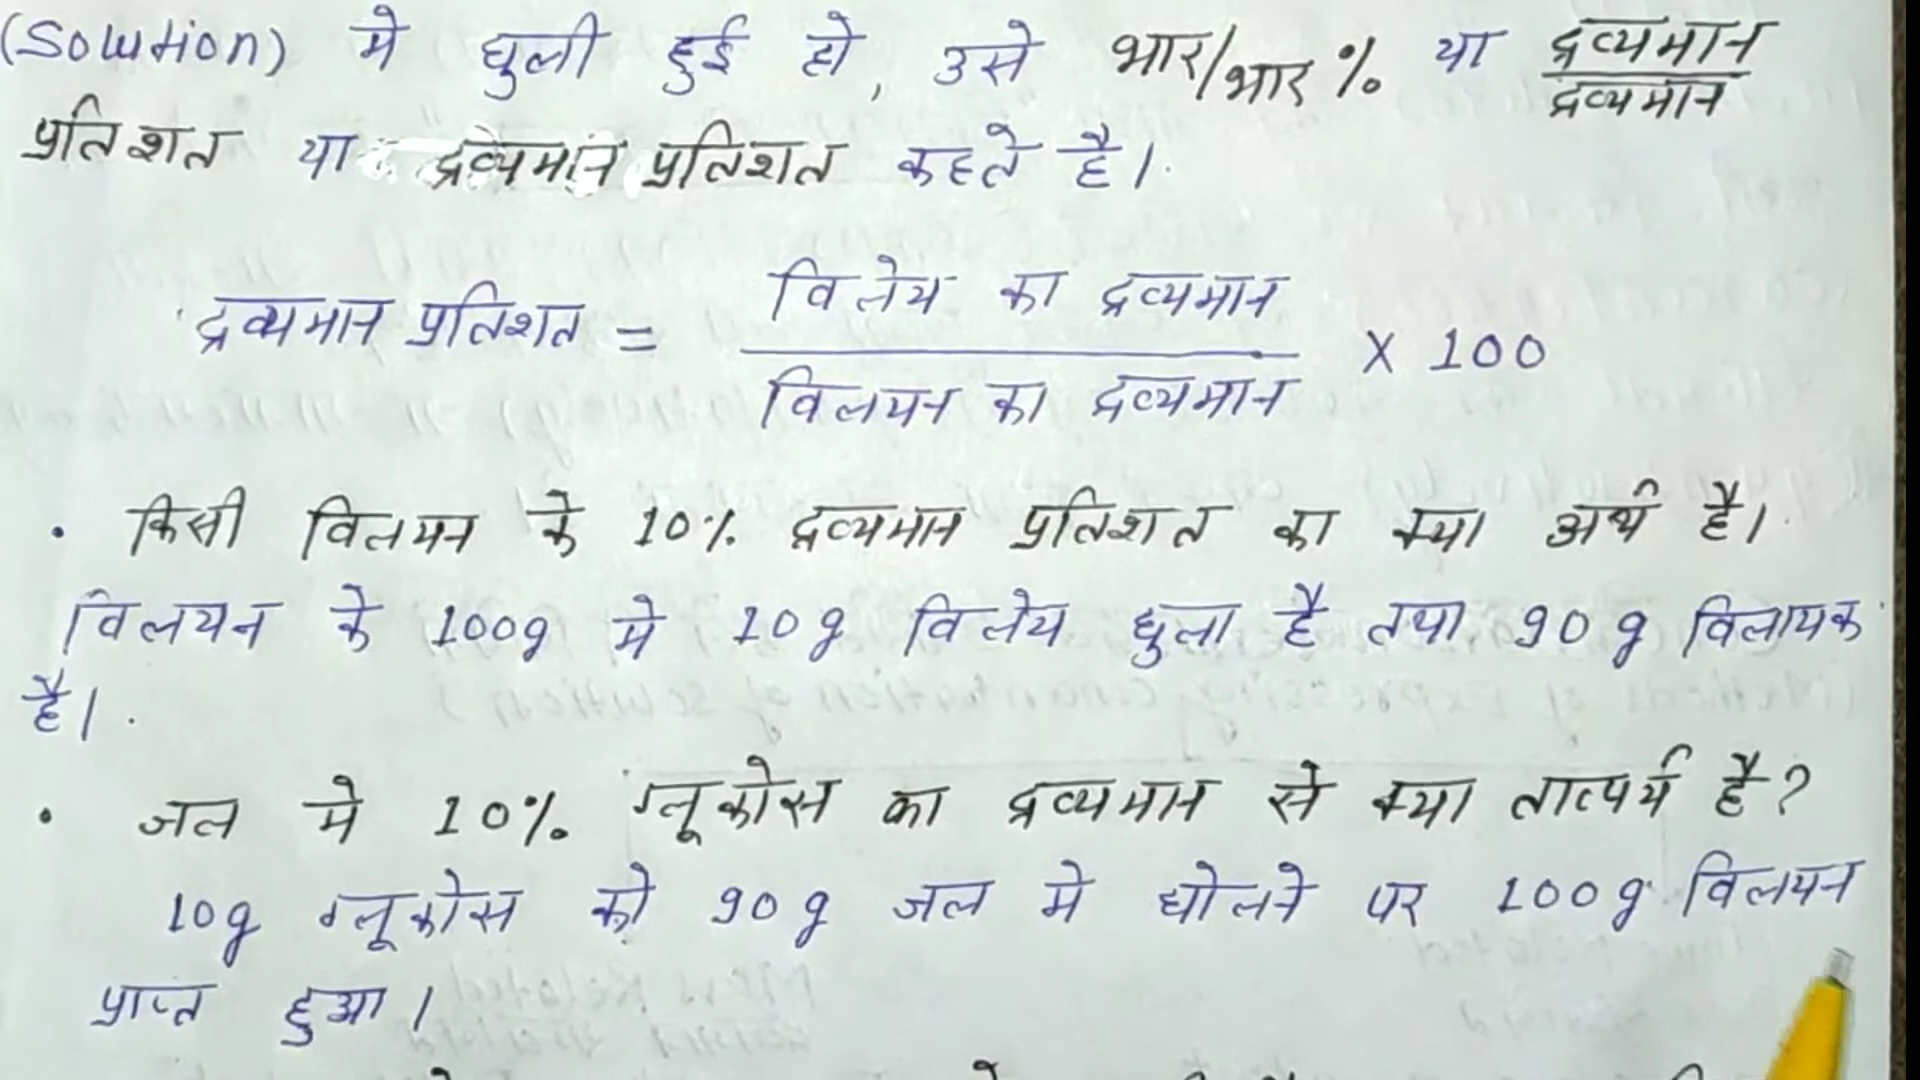 (Solution) मे घुली हुई हो, उसे भार/भार % या द्रव्यमान/द्रव्यमान
प्रतिशत या द्रव्यमान प्रतिशत कहते है।
द्रव्यमान प्रतिशत = विलेय का द्रव्यमान / विलयन का द्रव्यमान X 100
• किसी विलयन के 10% द्रव्यमान प्रतिशत का क्या अर्थ है।
विलयन के 100g मे 10g विलेय घुला है तथा 90g विलायक
है।
• जल मे 10% ग्लूकोस का द्रव्यमान से क्या तात्पर्य है?
10g ग्लूकोस को 90g जल मे घोलने पर 100g विलयन
प्राप्त हुआ।